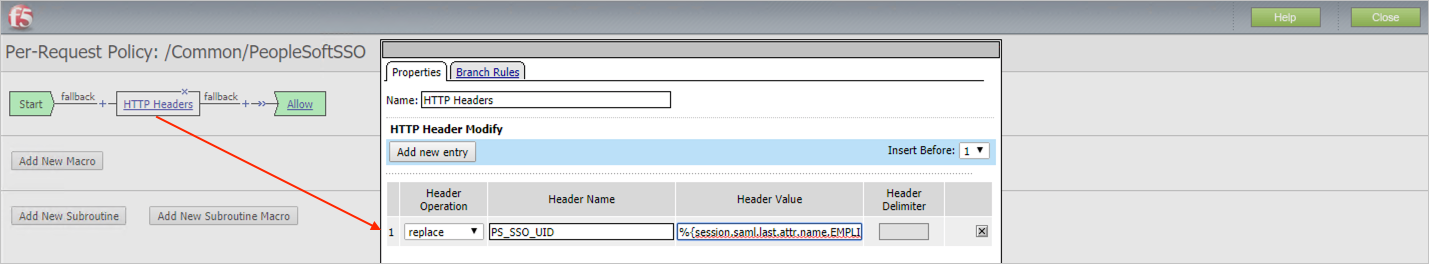 f5
Help
Close
Per-Request Policy: /Common/PeopleSoftSSO
Start
fallback
+
HTTP Headers
×
fallback
+
Allow
Add New Macro
Add New Subroutine
Add New Subroutine Macro
Properties
Branch Rules
Name: HTTP Headers
HTTP Header Modify
Add new entry
Insert Before: 1
Header Operation
Header Name
Header Value
Header Delimiter
1
replace
PS_SSO_UID
%{session.saml.last.attr.name.EMPLI